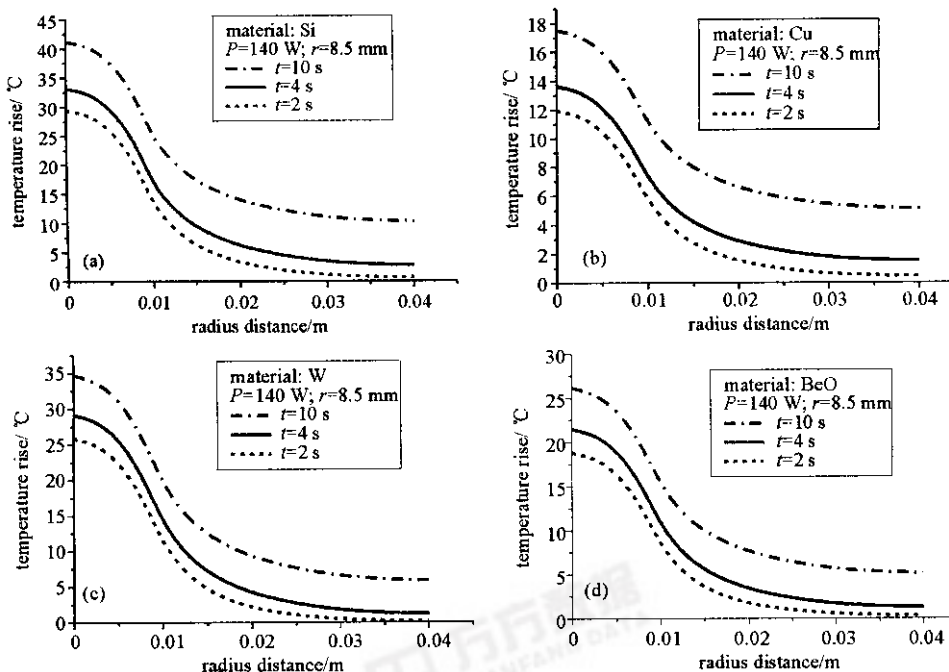 45
40
35
30
25
20
15
10
5
0
temperature rise/ ℃
material: Si
P=140 W; r=8.5 mm
t=10 s
t=4 s
t=2 s
(a)
0
0.01
0.02
0.03
0.04
radius distance/m
18
16
14
12
10
8
6
4
2
0
temperature rise/ ℃
material: Cu
P=140 W; r=8.5 mm
t=10 s
t=4 s
t=2 s
(b)
0
0.01
0.02
0.03
0.04
radius distance/m
35
30
25
20
15
10
5
0
temperature rise/ ℃
material: W
P=140 W; r=8.5 mm
t=10 s
t=4 s
t=2 s
(c)
0
0.01
0.02
0.03
0.04
radius distance/m
30
25
20
15
10
5
0
temperature rise/ ℃
material: BeO
P=140 W; r=8.5 mm
t=10 s
t=4 s
t=2 s
(d)
0
0.01
0.02
0.03
0.04
radius distance/m
万方数据
WANFANG DATA